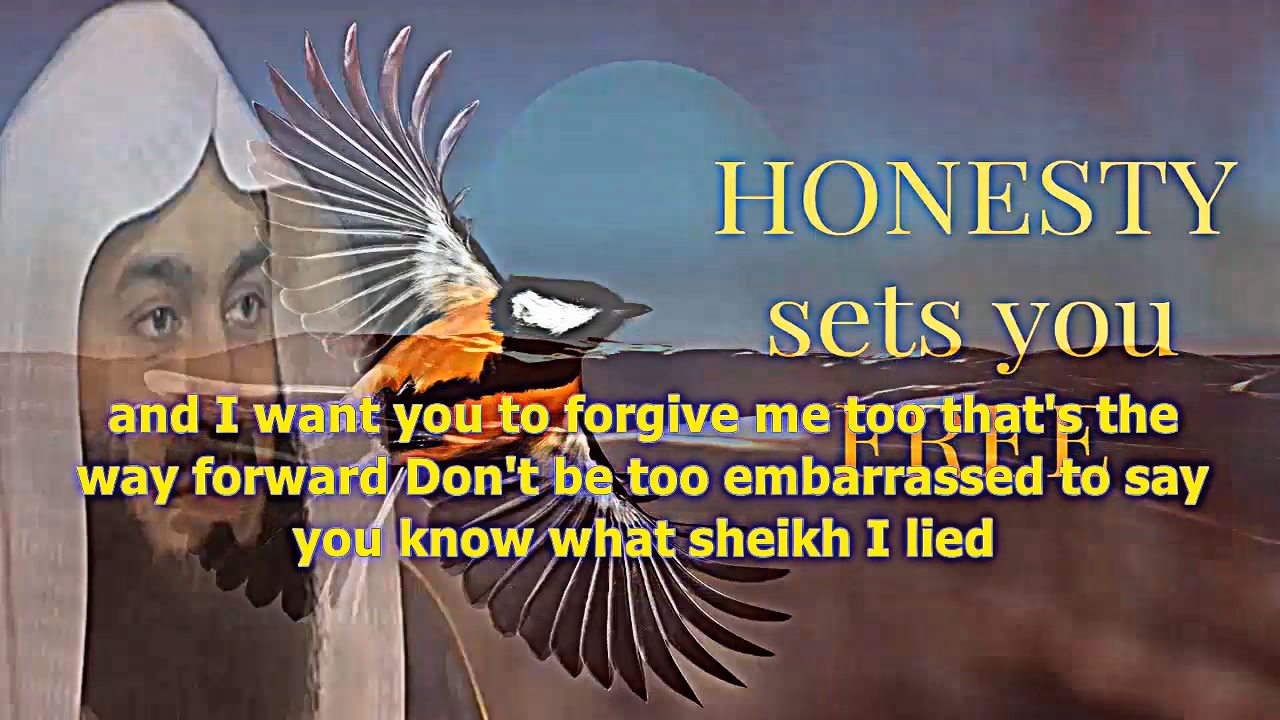 HONESTY
sets you
FREE
and I want you to forgive me too that's the
way forward Don't be too embarrassed to say
you know what sheikh I lied